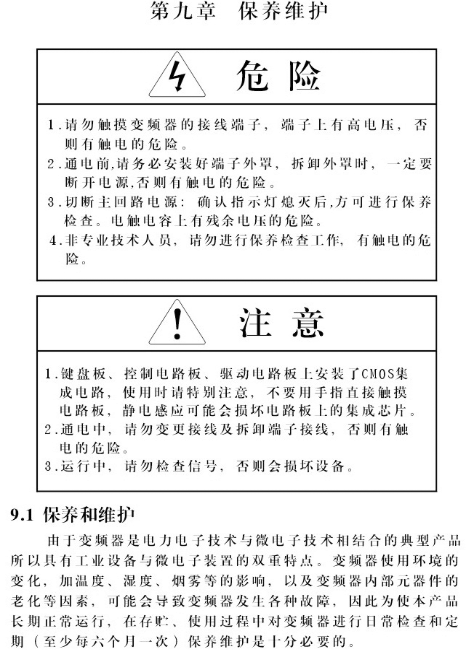 第九章 保养维护
危险
1.请勿触摸变频器的接线端子，端子上有高电压，否
则有触电的危险。
2.通电前,请务必安装好端子外罩，拆卸外罩时，一定要
断开电源,否则有触电的危险。
3.切断主回路电源：确认指示灯熄灭后,方可进行保养
检查。电触电容上有残余电压的危险。
4.非专业技术人员，请勿进行保养检查工作，有触电的危
险。
注意
1.键盘板、控制电路板、驱动电路板上安装了CMOS集
成电路，使用时请特别注意，不要用手指直接触摸
电路板，静电感应可能会损坏电路板上的集成芯片。
2.通电中，请勿变更接线及拆卸端子接线，否则有触
电的危险。
3.运行中，请勿检查信号，否则会损坏设备。
9.1 保养和维护
由于变频器是电力电子技术与微电子技术相结合的典型产品
所以具有工业设备与微电子装置的双重特点。变频器使用环境的
变化，加温度、湿度、烟雾等的影响，以及变频器内部元器件的
老化等因素，可能会导致变频器发生各种故障，因此为使本产品
长期正常运行，在存贮、使用过程中对变频器进行日常检查和定
期（至少每六个月一次）保养维护是十分必要的。